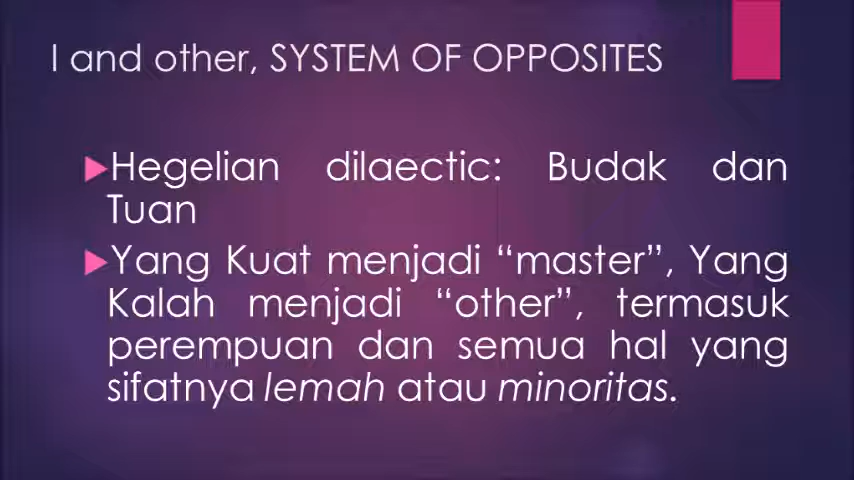 I and other, SYSTEM OF OPPOSITES
Hegelian dilaectic: Budak dan
Tuan
Yang Kuat menjadi “master”, Yang
Kalah menjadi “other”, termasuk
perempuan dan semua hal yang
sifatnya lemah atau minoritas.